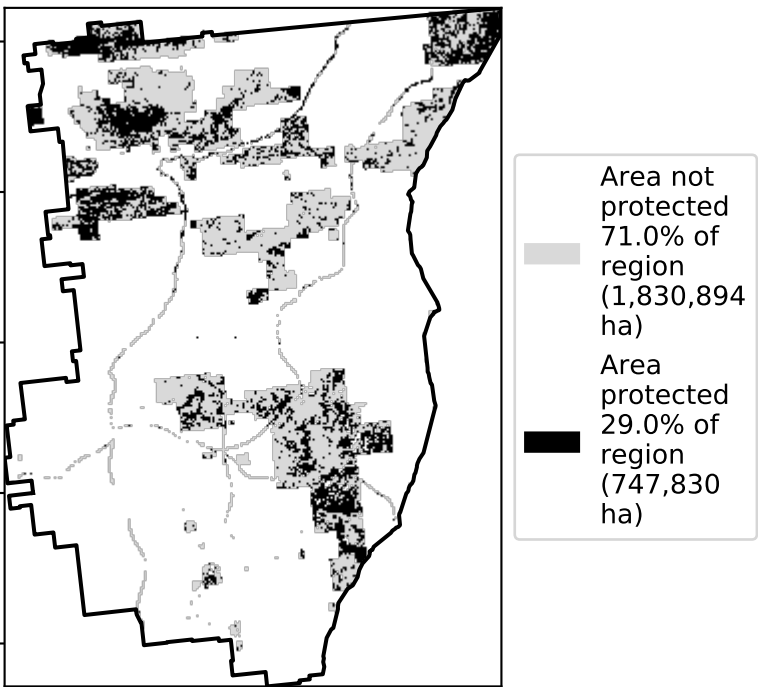 Area not
protected
71.0% of
region
(1,830,894
ha)
Area
protected
29.0% of
region
(747,830
ha)